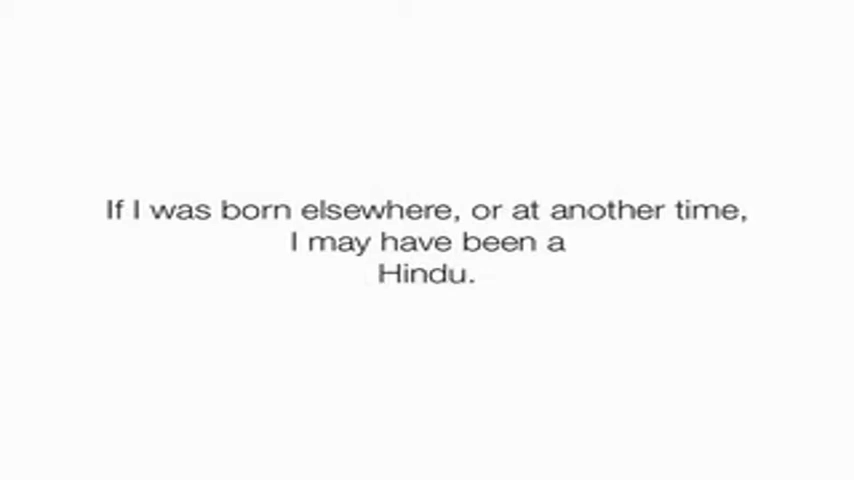 If I was born elsewhere, or at another time,
I may have been a
Hindu.